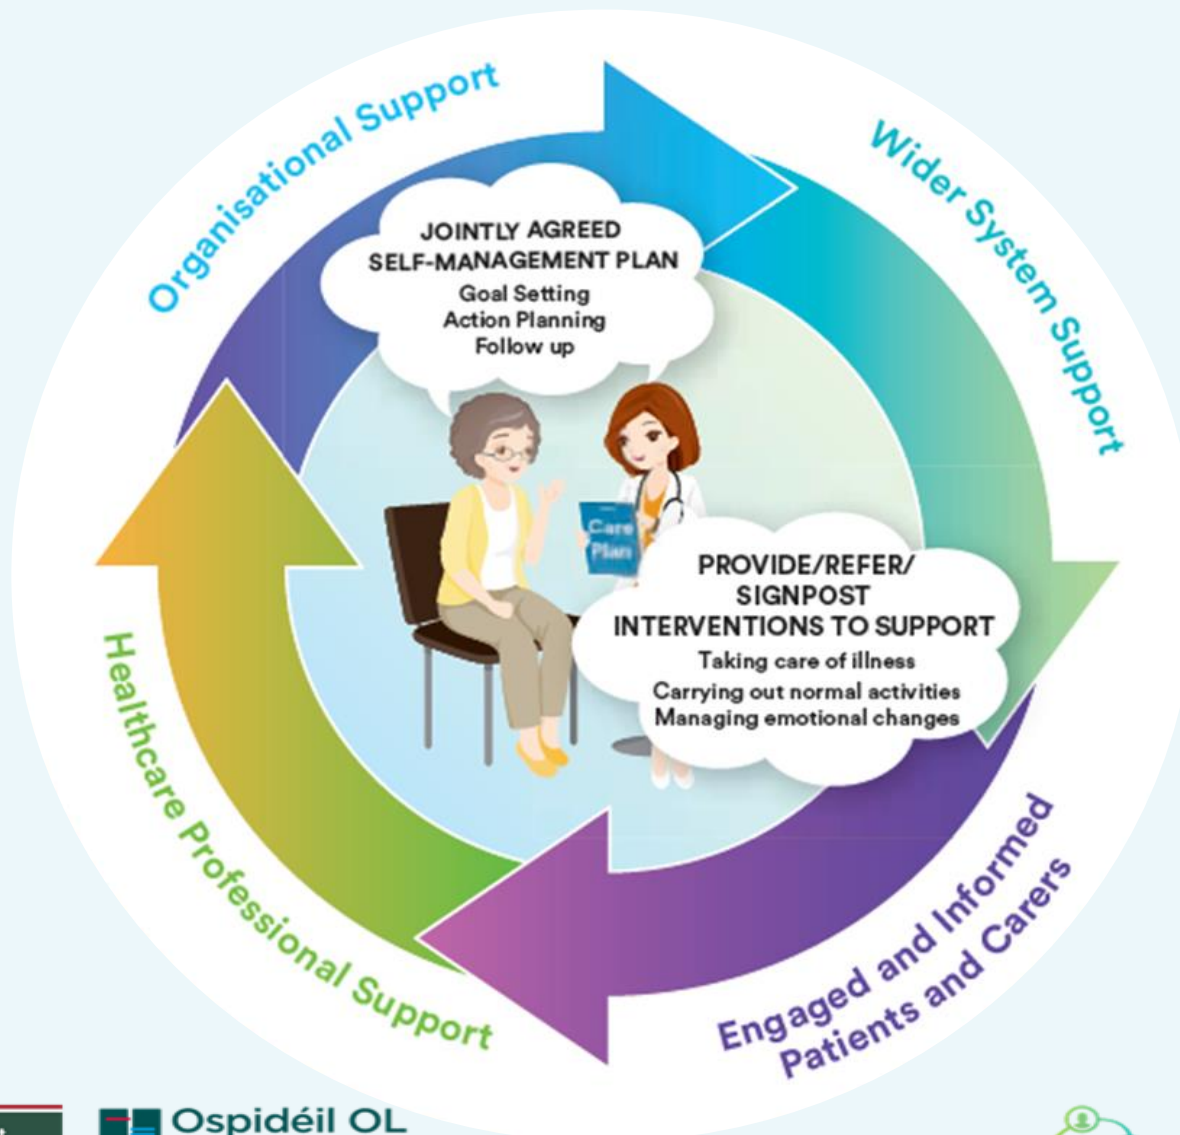 Organisational Support
Wider System Support
JOINTLY AGREED
SELF-MANAGEMENT PLAN
Goal Setting
Action Planning
Follow up
Care
Plan
PROVIDE/REFER/
SIGNPOST
INTERVENTIONS TO SUPPORT
Taking care of illness
Carrying out normal activities
Managing emotional changes
Healthcare Professional Support
Engaged and Informed
Patients and Carers
Ospidéil OL